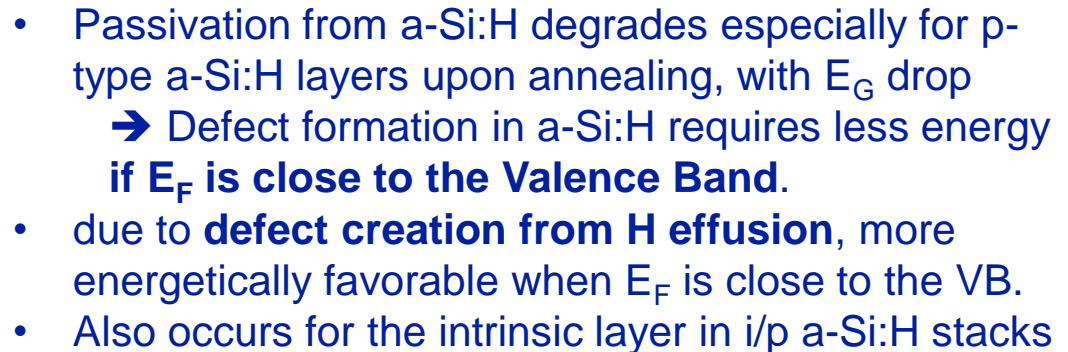 • Passivation from a-Si:H degrades especially for p-
type a-Si:H layers upon annealing, with EG drop
➔ Defect formation in a-Si:H requires less energy
if EF is close to the Valence Band.
• due to defect creation from H effusion, more
energetically favorable when EF is close to the VB.
• Also occurs for the intrinsic layer in i/p a-Si:H stacks